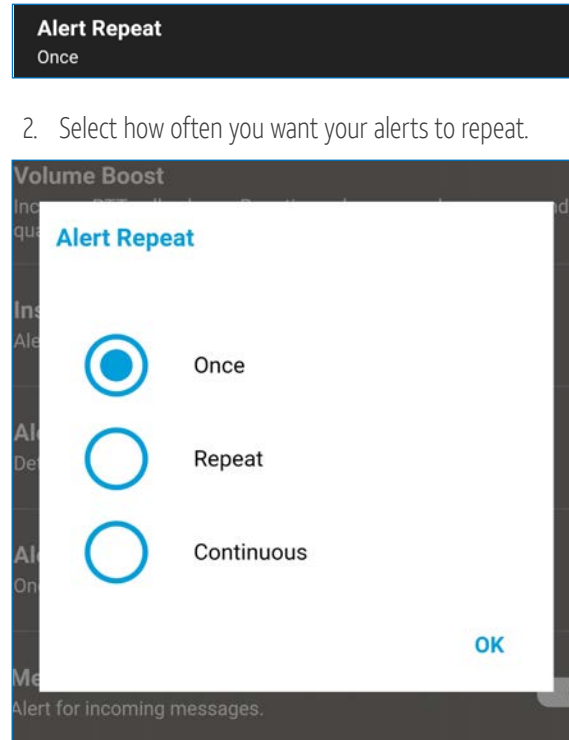 Alert Repeat
Once
2. Select how often you want your alerts to repeat.
Volume Boost
Alert Repeat
Once
Repeat
Continuous
OK
Alert for incoming messages.